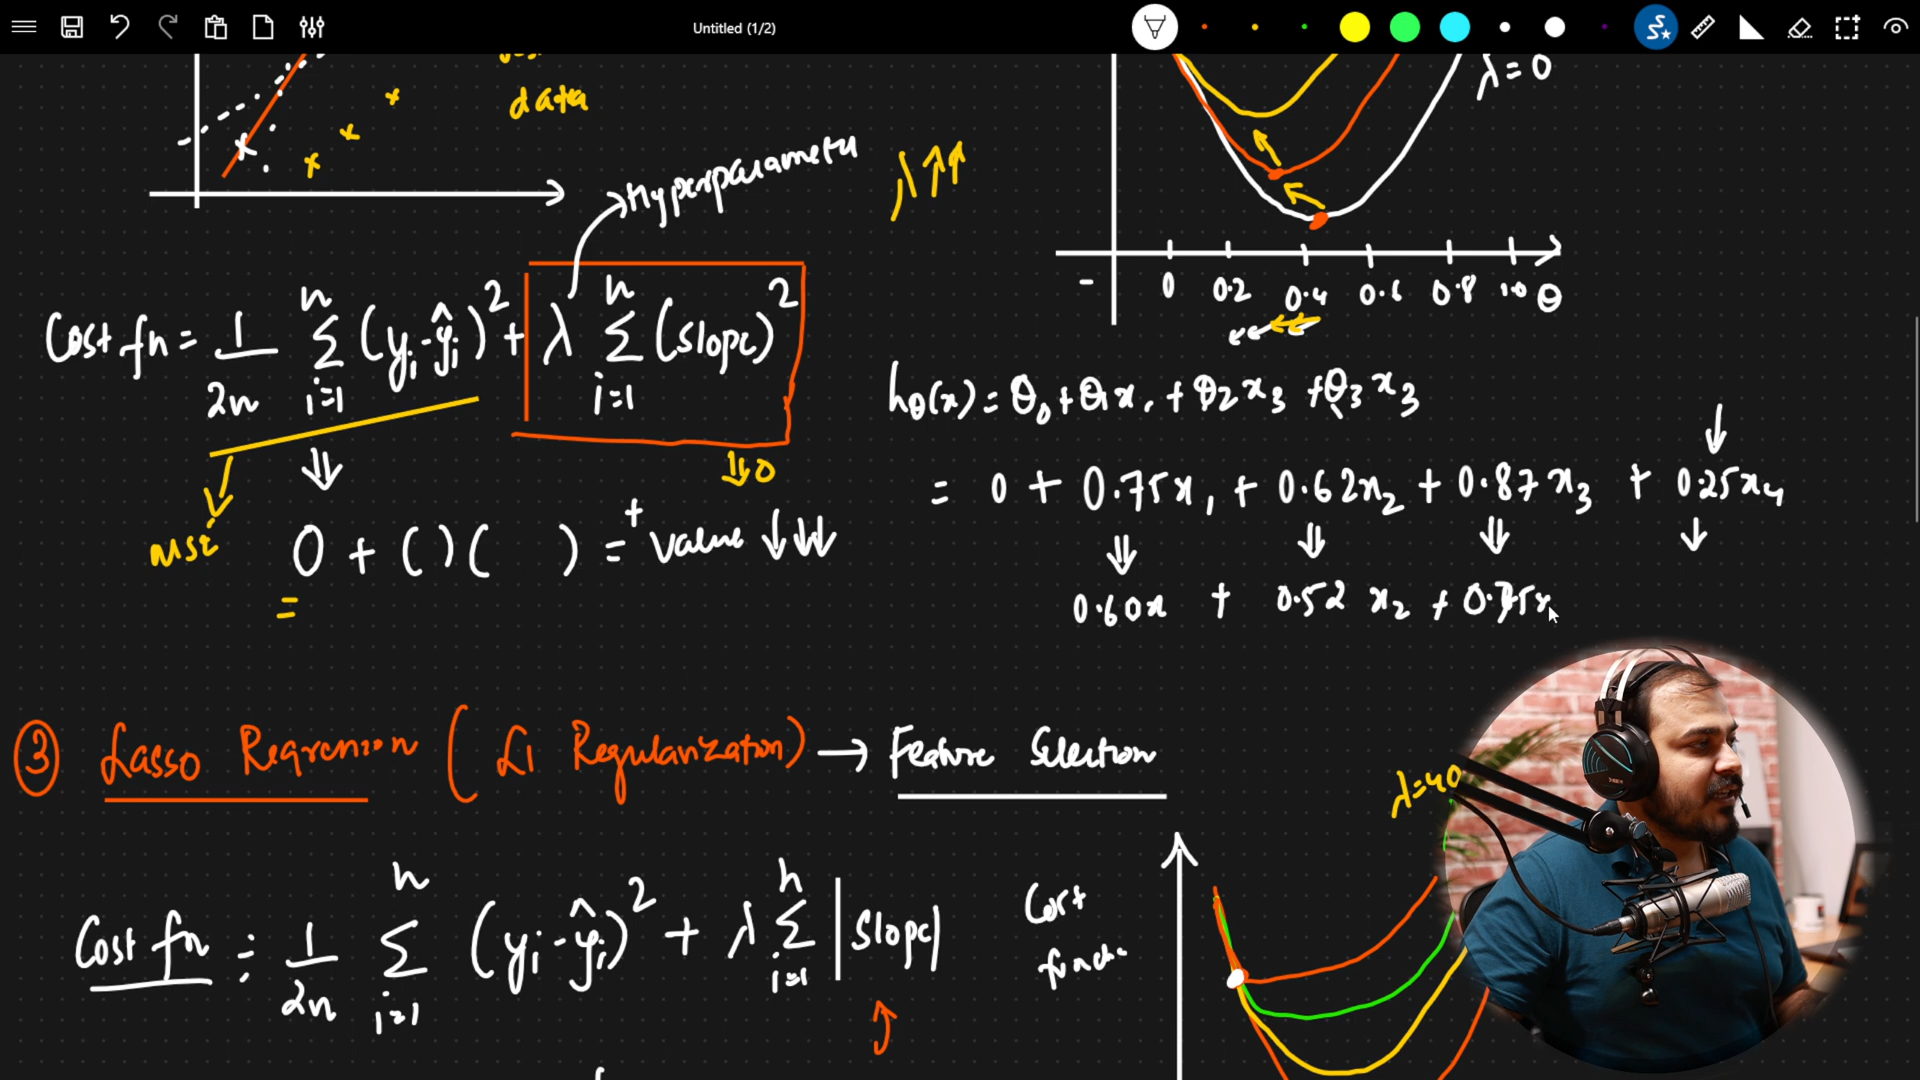 Untitled (1/2)
data
λ = 0
Hyperparameter
λ ↑↑
- 0 0.2 0.4 0.6 0.8 1.0 θ
Cost fn = 1/2n n Σ i=1 (yi - ŷi)² + λ n Σ i=1 (slope)²
hθ(x) = θ0 + θ1x1 + θ2x3 + θ3x3
= 0 + 0.75x1 + 0.62x2 + 0.87x3 + 0.25x4
↓↓ 0
MSE
0 + ( ) ( ) = + value ↓ ↓↓
=
0.60x + 0.52 x2 + 0.75x
③ Lasso Regression ( L1 Regularization) → Feature Selection
λ=40
Cost fn = 1/2n n Σ i=1 (yi - ŷi)² + λ n Σ i=1 |slope|
Cost